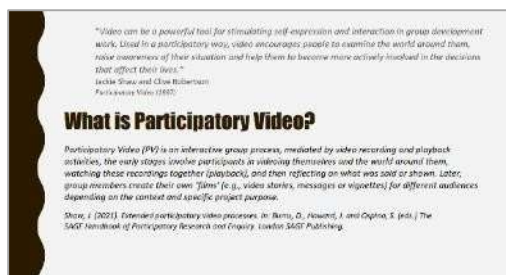 "Video can be a powerful tool for stimulating self-expression and interaction in group development
work. Used in a participatory way, video encourages people to examine the world around them,
raise awareness of their situation and help them to become more actively involved in the decisions
that affect their lives."
Jackie Shaw and Clive Robertson
Participatory Video (1997)
What is Participatory Video?
Participatory Video (PV) is an interactive group process, mediated by video recording and playback
activities, the early stages involve participants in videoing themselves and the world around them,
watching these recordings together (playback), and then reflecting on what was said or shown. Later,
group members create their own 'films' (e.g., video stories, messages or vignettes) for different audiences
depending on the context and specific project purpose.
Shaw, J. (2021). Extended participatory video processes. In: Burns, D., Howard, J. and Ospina, S. (eds.) The
SAGE Handbook of Participatory Research and Enquiry. London SAGE Publishing.